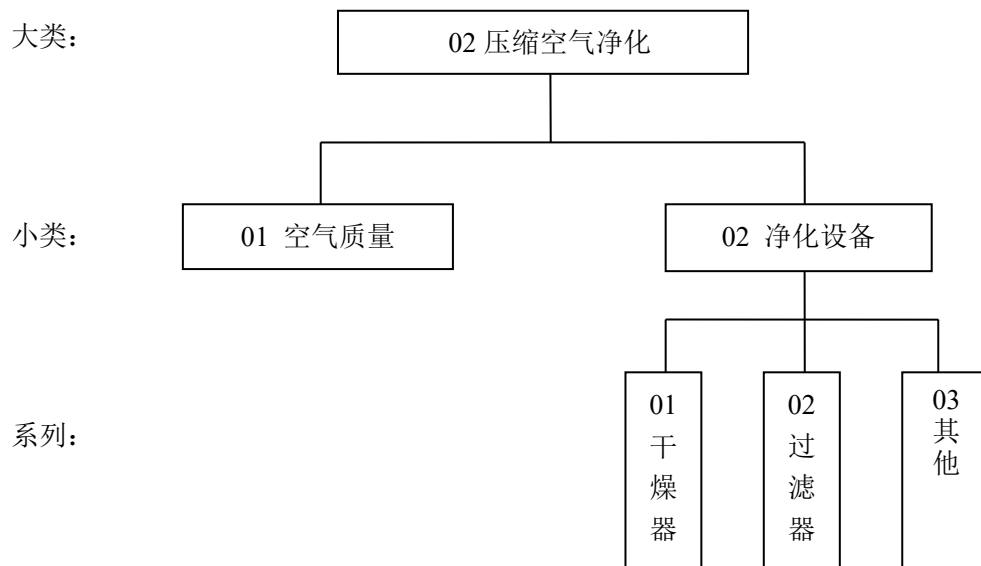 大类：
02 压缩空气净化
小类：
01 空气质量
02 净化设备
系列：
01
干
燥
器
02
过
滤
器
03
其
他